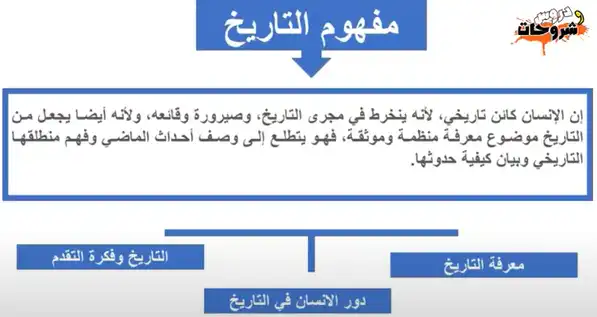 دروس
وشروحات
مفهوم التاريخ
إن الإنسان كائن تاريخي، لأنه ينخرط في مجرى التاريخ، وصيرورة وقائعه، ولأنه أيضا يجعل من
التاريخ موضوع معرفة منظمة وموثقة، فهو يتطلع إلى وصف أحداث الماضي وفهم منطلقها
التاريخي وبيان كيفية حدوثها.
معرفة التاريخ
التاريخ وفكرة التقدم
دور الانسان في التاريخ